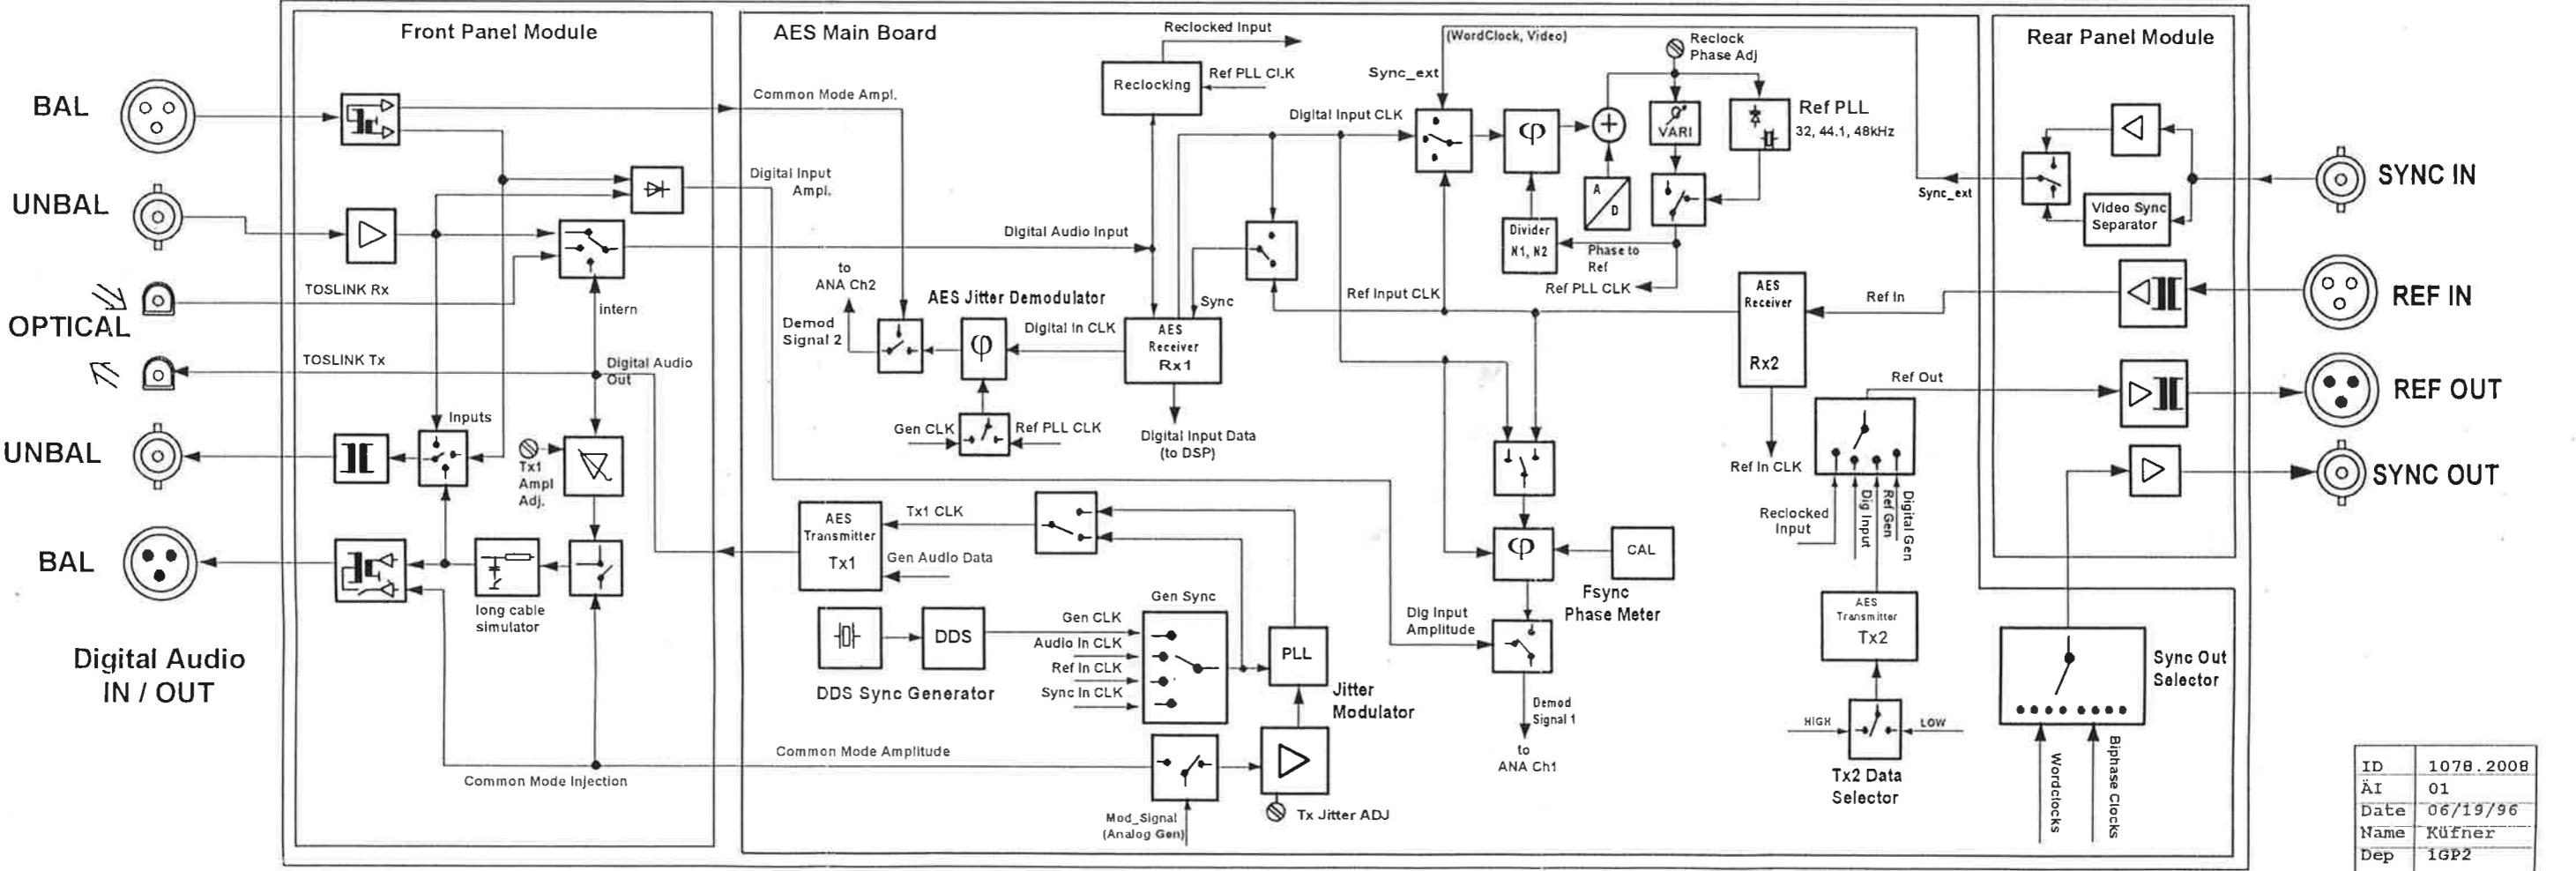 Front Panel Module
AES Main Board
Rear Panel Module
BAL
UNBAL
OPTICAL
UNBAL
BAL
Digital Audio
IN / OUT
TOSLINK Rx
TOSLINK Tx
intern
Digital Audio
Out
Inputs
Tx1
Ampl
Adj.
long cable
simulator
Common Mode Injection
Common Mode Ampl.
Digital Input
Ampl.
Digital Audio Input
Reclocked Input
Reclocking
Ref PLL CLK
to
ANA Ch2
Demod
Signal 2
AES Jitter Demodulator
φ
Digital In CLK
Gen CLK
Ref PLL CLK
Sync
AES
Receiver
Rx1
Digital Input Data
(to DSP)
AES
Transmitter
Tx1
Tx1 CLK
Gen Audio Data
DDS
DDS Sync Generator
Gen Sync
Gen CLK
Audio In CLK
Ref In CLK
Sync In CLK
PLL
Jitter
Modulator
Common Mode Amplitude
Mod_Signal
(Analog Gen)
Tx Jitter ADJ
(WordClock, Video)
Sync_ext
Digital Input CLK
φ
+
A
D
Divider
N1, N2
Reclock
Phase Adj
VARI
Ref PLL
32, 44.1, 48kHz
Phase to
Ref
Ref PLL CLK
Ref Input CLK
φ
CAL
Fsync
Phase Meter
Dig Input
Amplitude
Demod
Signal 1
to
ANA Ch1
AES
Receiver
Rx2
Ref In
Ref In CLK
Ref Out
Reclocked
Input
Dig Input
Ref Gen
Digital Gen
AES
Transmitter
Tx2
HIGH
LOW
Tx2 Data
Selector
Sync_ext
Video Sync
Separator
SYNC IN
REF IN
REF OUT
SYNC OUT
Sync Out
Selector
Wordclocks
Biphase Clocks
ID 1078.2008
ÄI 01
Date 06/19/96
Name Küfner
Dep 1GP2